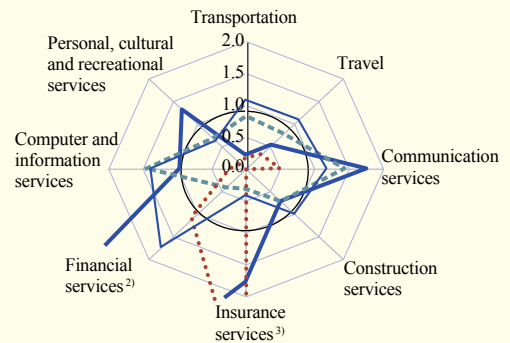 Transportation
2.0
1.5
1.0
0.5
0.0
Travel
Communication
services
Construction
services
Insurance
services 3)
Financial
services 2)
Computer and
information
services
Personal, cultural
and recreational
services